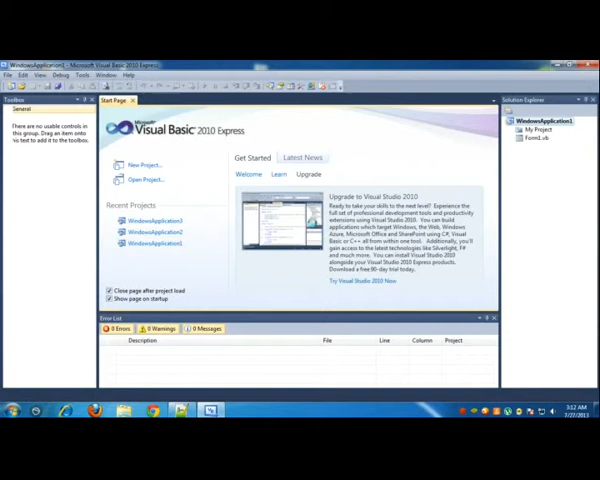 WindowsApplication1 - Microsoft Visual Basic 2010 Express
File Edit View Debug Tools Window Help
Toolbox
General
There are no usable controls in
this group. Drag an item onto
his text to add it to the toolbox.
Start Page
Microsoft
Visual Basic 2010 Express
New Project...
Open Project...
Recent Projects
WindowsApplication3
WindowsApplication2
WindowsApplication1
Close page after project load
Show page on startup
Get Started Latest News
Welcome Learn Upgrade
Upgrade to Visual Studio 2010
Ready to take your skills to the next level? Experience the
full set of professional development tools and productivity
extensions using Visual Studio 2010. You can build
applications which target Windows, the Web, Windows
Azure, Microsoft Office and SharePoint using C#, Visual
Basic or C++ all from within one tool. Additionally, you'll
gain access to the latest technologies like Silverlight, F#
and much more. You can install Visual Studio 2010
alongside your Visual Studio 2010 Express products.
Download a free 90-day trial today.
Try Visual Studio 2010 Now
Solution Explorer
WindowsApplication1
My Project
Form1.vb
Error List
0 Errors 0 Warnings 0 Messages
Description File Line Column Project
3:12 AM
7/27/2013